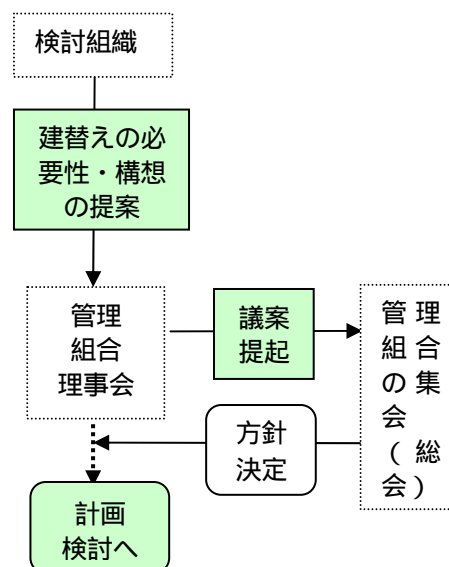 検討組織
建替えの必
要性・構想
の提案
管理
組合
理事会
議案
提起
管理
組合
の集
会
(総
会)
方針
決定
計画
検討へ